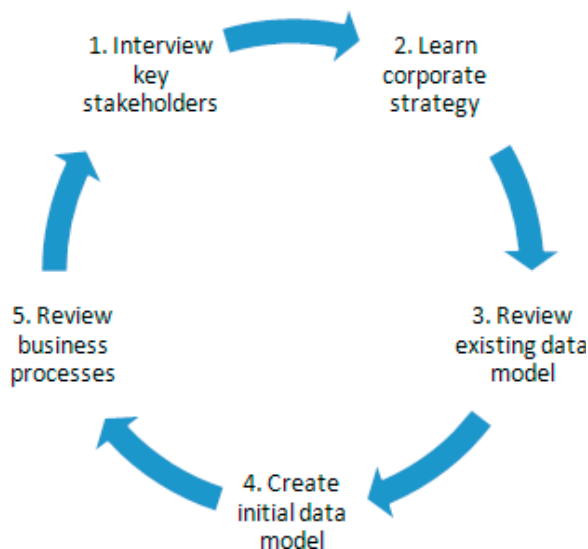 1. Interview
key
stakeholders
2. Learn
corporate
strategy
3. Review
existing data
model
4. Create
initial data
model
5. Review
business
processes